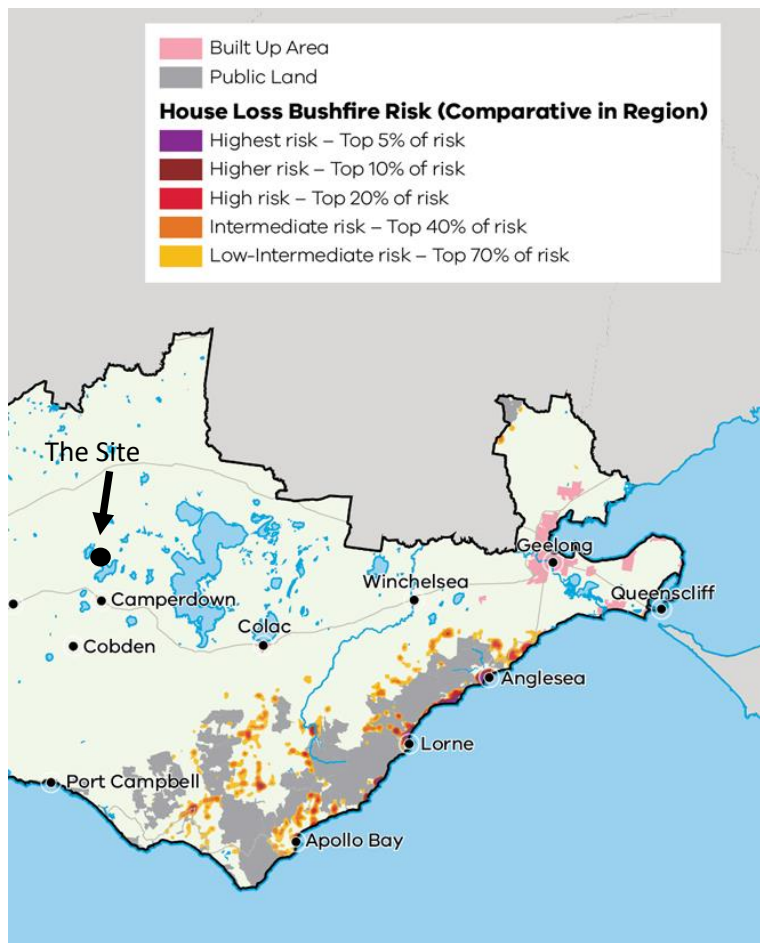 Built Up Area
Public Land
House Loss Bushfire Risk (Comparative in Region)
Highest risk – Top 5% of risk
Higher risk – Top 10% of risk
High risk – Top 20% of risk
Intermediate risk – Top 40% of risk
Low-Intermediate risk – Top 70% of risk
The Site
Geelong
Winchelsea
Camperdown
Queenscliff
Colac
Cobden
Anglesea
Lorne
Port Campbell
Apollo Bay